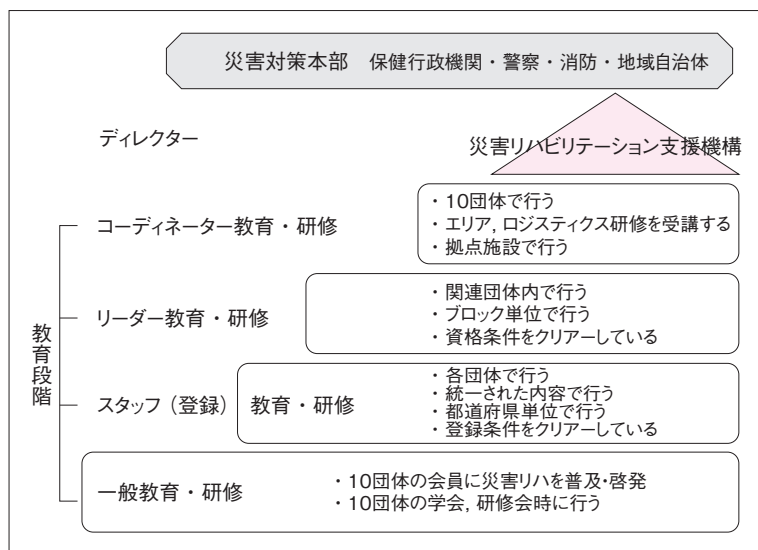 災害対策本部 保健行政機関・警察・消防・地域自治体
ディレクター
災害リハビリテーション支援機構
コーディネーター教育・研修
・10団体で行う
・エリア, ロジスティクス研修を受講する
・拠点施設で行う
リーダー教育・研修
・関連団体内で行う
・ブロック単位で行う
・資格条件をクリアーしている
教育段階
スタッフ（登録） 教育・研修
・各団体で行う
・統一された内容で行う
・都道府県単位で行う
・登録条件をクリアーしている
一般教育・研修
・10団体の会員に災害リハを普及・啓発
・10団体の学会, 研修会時に行う